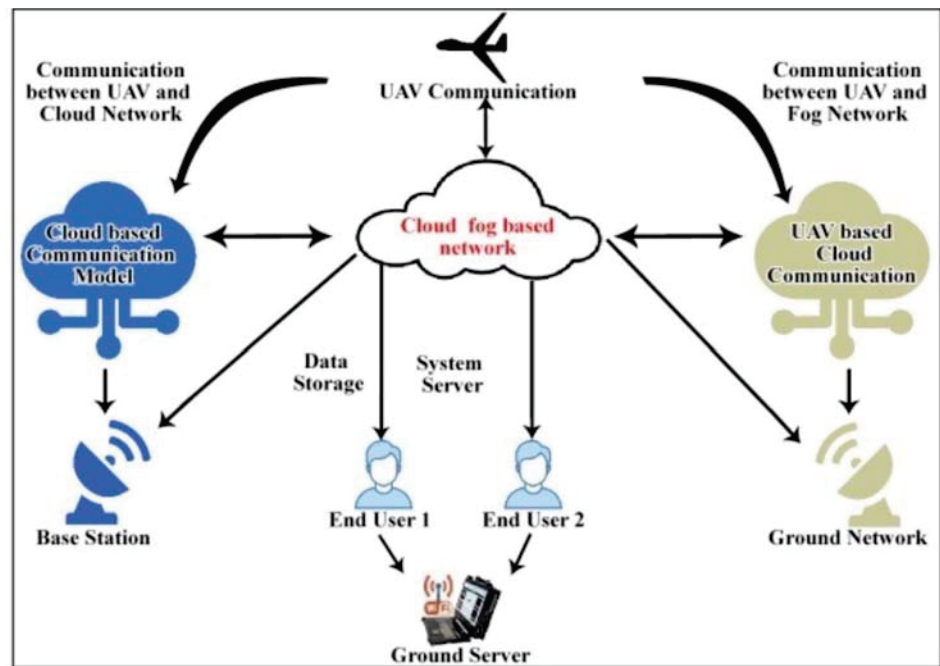 Communication
between UAV and
Cloud Network
UAV Communication
Communication
between UAV and
Fog Network
Cloud based
Communication
Model
Cloud fog based
network
UAV based
Cloud
Communication
Data
Storage
System
Server
Base Station
End User 1
End User 2
Ground Network
Ground Server